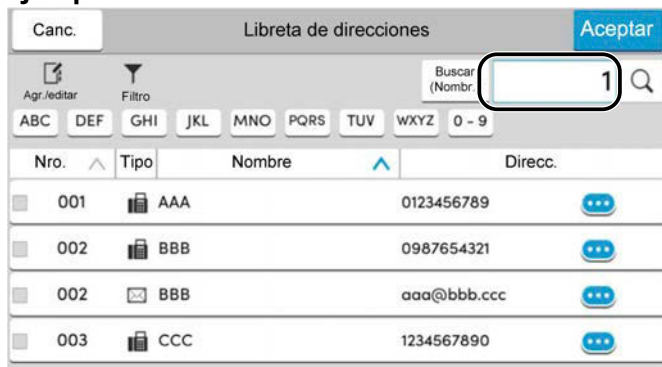 Canc. Libreta de direcciones Aceptar
Buscar
(Nombr. 1
Agr./editar Filtro
ABC DEF GHI JKL MNO PQRS TUV WXYZ 0 - 9
Nro. Tipo Nombre Direcc.
001 AAA 0123456789
002 BBB 0987654321
002 BBB aaa@bbb.ccc
003 CCC 1234567890